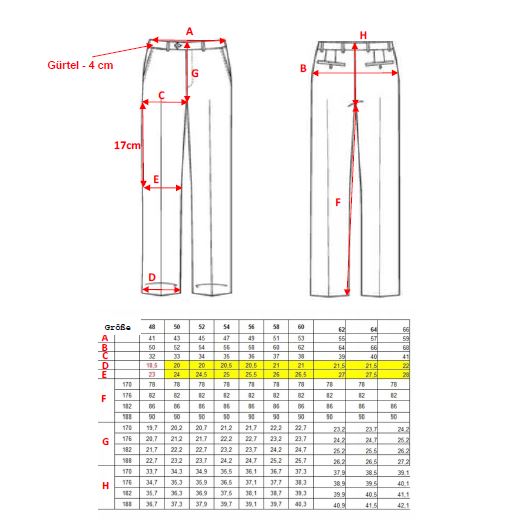 A
H
Gürtel - 4 cm
G
B
C
17cm
E
F
D
Größe 48 50 52 54 56 58 60 62 64 66
A 41 43 45 47 49 51 53 55 57 59
B 50 52 54 56 58 60 62 64 66 68
C 32 33 34 35 36 37 38 39 40 41
D 18,5 20 20 20,5 20,5 21 21 21,5 21,5 22
E 23 24 24,5 25 25,5 26 26,5 27 27,5 28
F
170 78 78 78 78 78 78 78 78 78 78
176 82 82 82 82 82 82 82 82 82 82
182 86 86 86 86 86 86 86 86 86 86
188 90 90 90 90 90 90 90 90 90 90
G
170 19,7 20,2 20,7 21,2 21,7 22,2 22,7 23,2 23,7 24,2
176 20,7 21,2 21,7 22,2 22,7 23,2 23,7 24,2 24,7 25,2
182 21,7 22,2 22,7 23,2 23,7 24,2 24,7 25,2 25,7 26,2
188 22,7 23,2 23,7 24,2 24,7 25,2 25,7 26,2 26,7 27,2
H
170 33,7 34,3 34,9 35,5 36,1 36,7 37,3 37,9 38,5 39,1
176 34,7 35,3 35,9 36,5 37,1 37,7 38,3 38,9 39,5 40,1
182 35,7 36,3 36,9 37,5 38,1 38,7 39,3 39,9 40,5 41,1
188 36,7 37,3 37,9 38,5 39,1 39,7 40,3 40,9 41,5 42,1